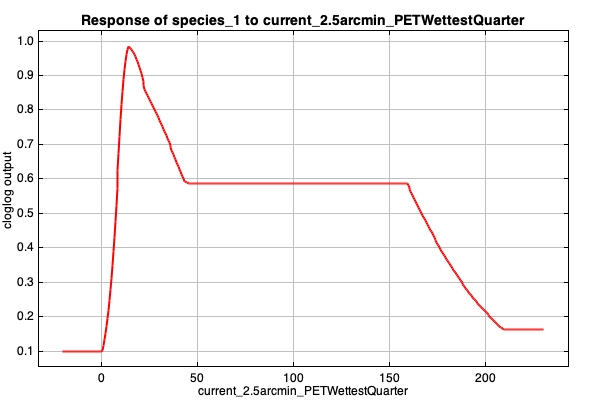 Response of species_1 to current_2.5arcmin_PETWettestQuarter
cloglog output
1.0
0.9
0.8
0.7
0.6
0.5
0.4
0.3
0.2
0.1
0 50 100 150 200
current_2.5arcmin_PETWettestQuarter